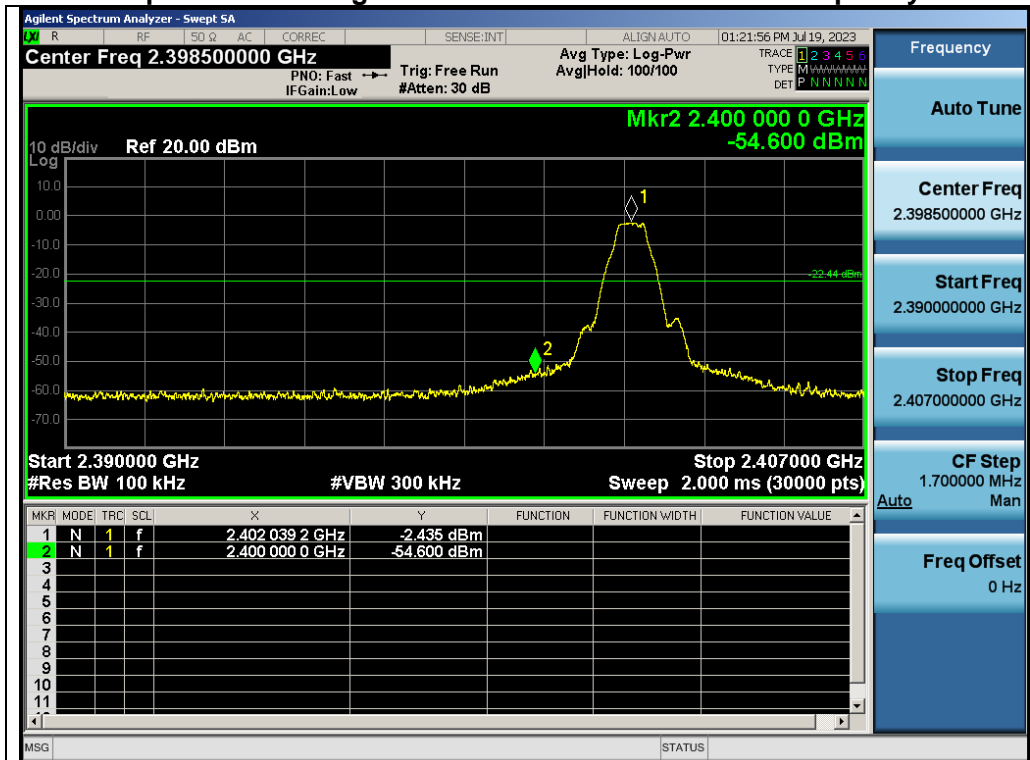 Agilent Spectrum Analyzer - Swept SA
LXI R RF 50 Ω AC CORREC SENSE:INT ALIGN AUTO 01:21:56 PM Jul 19, 2023
Center Freq 2.398500000 GHz
PNO: Fast
IFGain:Low
Trig: Free Run
#Atten: 30 dB
Avg Type: Log-Pwr
Avg|Hold: 100/100
TRACE 1 2 3 4 5 6
TYPE M WWWWW
DET P N N N N N
Mkr2 2.400 000 0 GHz
-54.600 dBm
10 dB/div Ref 20.00 dBm
Log
10.0
0.00
-10.0
-20.0
-30.0
-40.0
-50.0
-60.0
-70.0
1
-22.44 dBm
2
Start 2.390000 GHz Stop 2.407000 GHz
#Res BW 100 kHz #VBW 300 kHz Sweep 2.000 ms (30000 pts)
MKR MODE TRC SCL X Y FUNCTION FUNCTION WIDTH FUNCTION VALUE
1 N 1 f 2.402 039 2 GHz -2.435 dBm
2 N 1 f 2.400 000 0 GHz -54.600 dBm
3
4
5
6
7
8
9
10
11
MSG STATUS
Frequency
Auto Tune
Center Freq
2.398500000 GHz
Start Freq
2.390000000 GHz
Stop Freq
2.407000000 GHz
CF Step
1.700000 MHz
Auto Man
Freq Offset
0 Hz